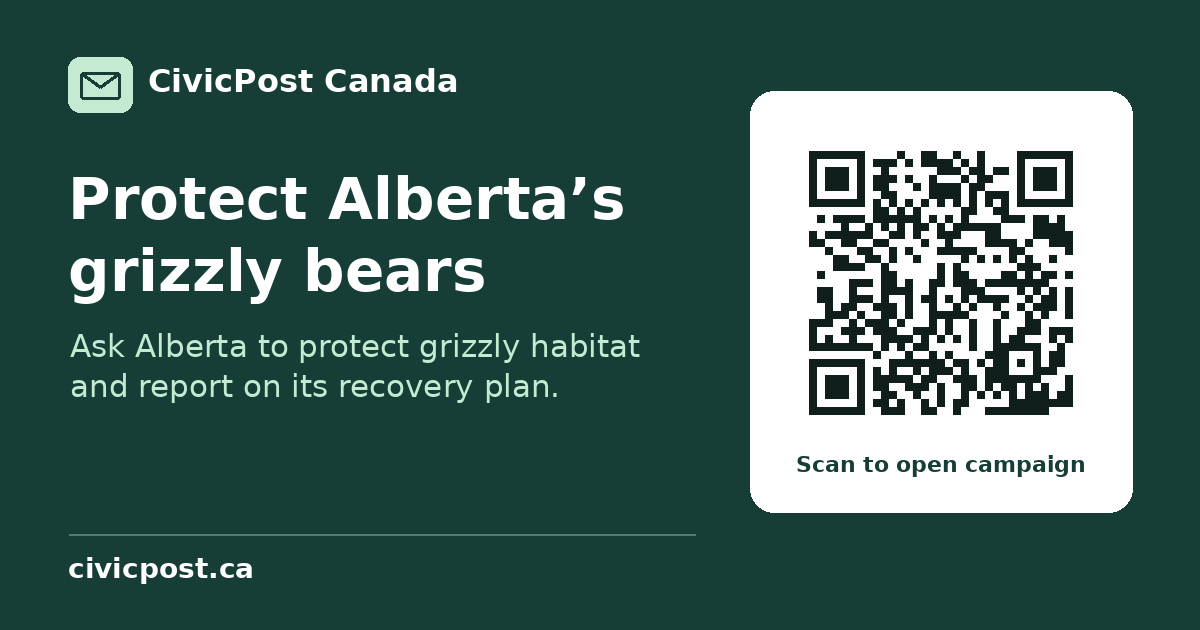 CivicPost Canada
Protect Alberta’s
grizzly bears
Ask Alberta to protect grizzly habitat
and report on its recovery plan.
Scan to open campaign
civicpost.ca